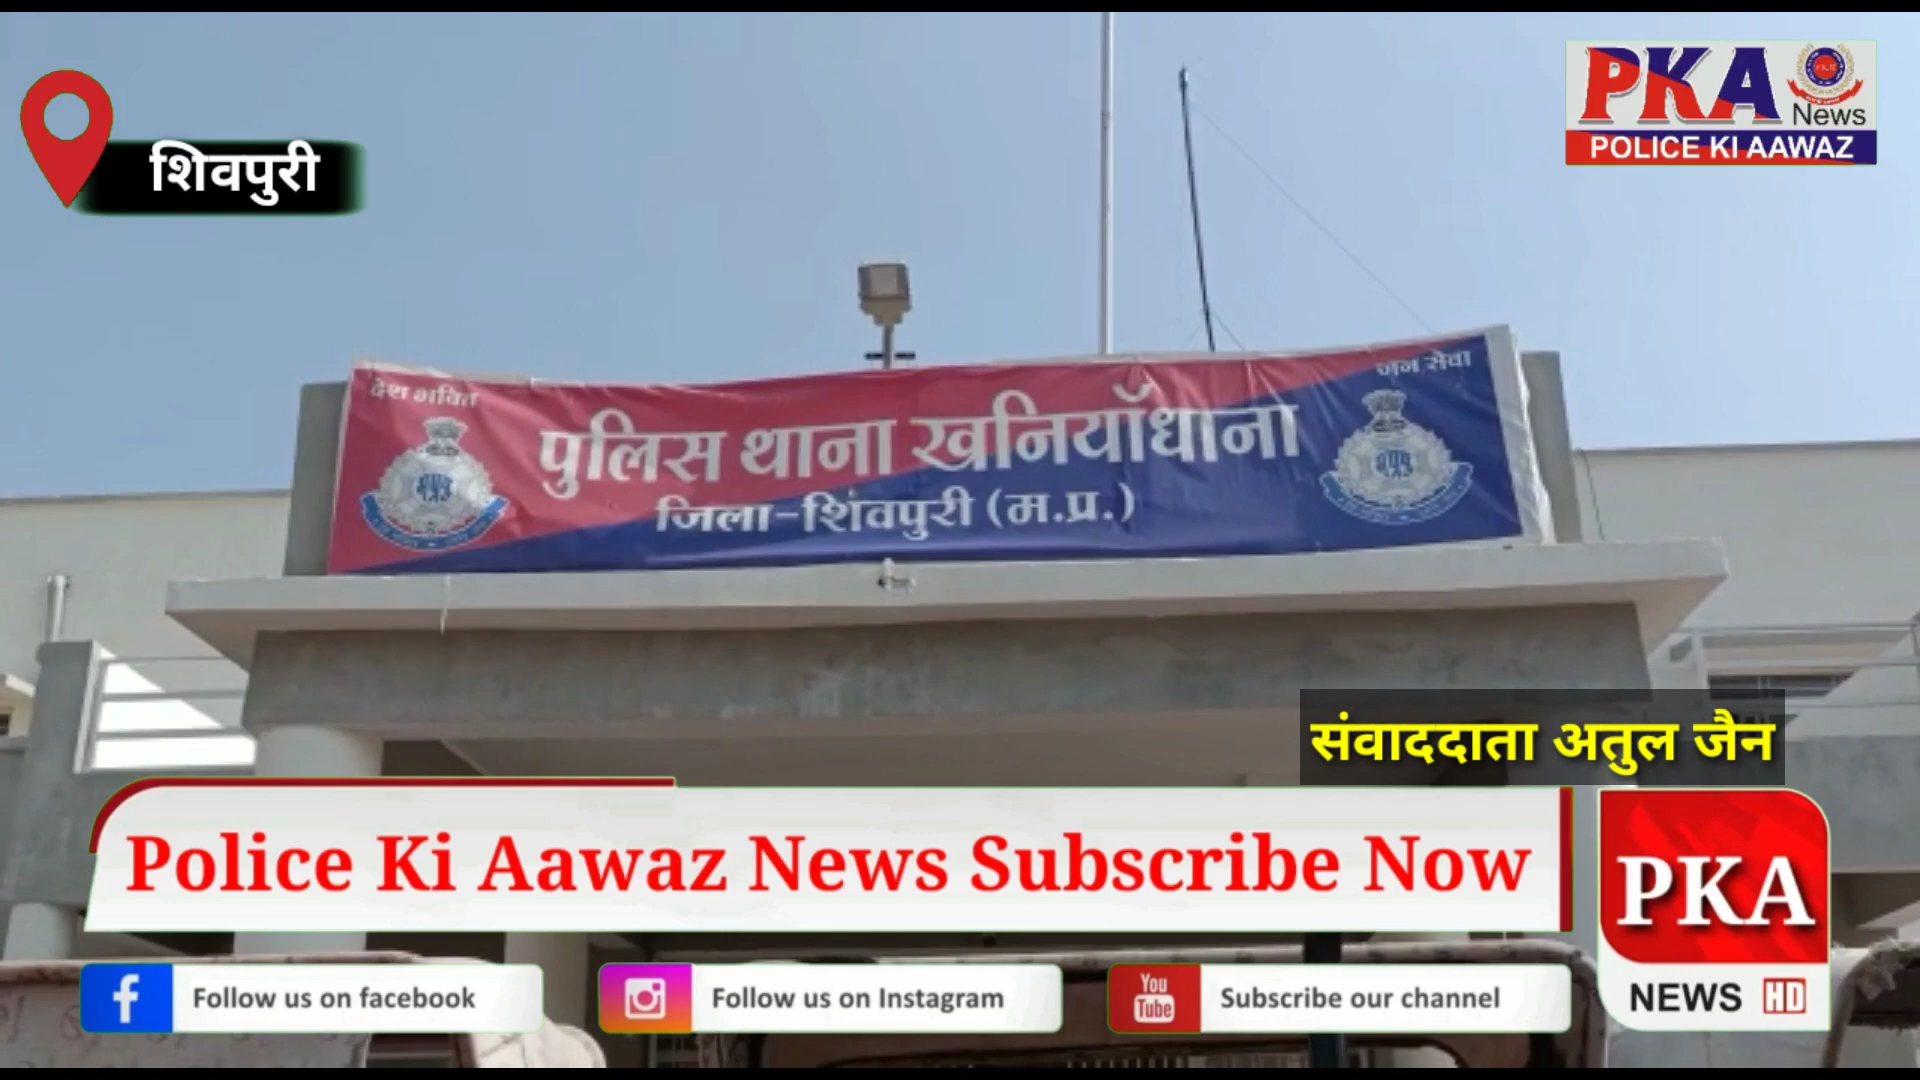 शिवपुरी
PKA
News
POLICE KI AAWAZ
देश भक्ति
जन सेवा
पुलिस थाना खनियाँधाना
जिला-शिवपुरी (म.प्र.)
संवाददाता अतुल जैन
Police Ki Aawaz News Subscribe Now
PKA
NEWS HD
Follow us on facebook
Follow us on Instagram
You
Tube
Subscribe our channel